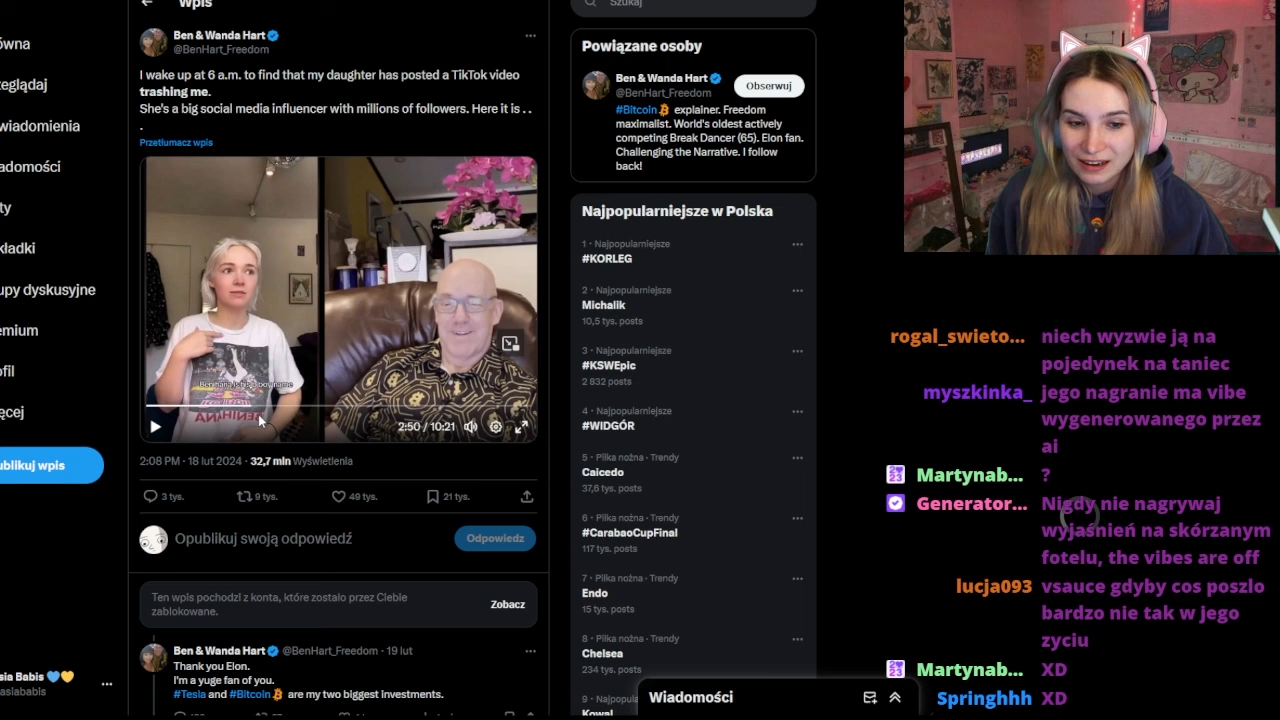 Wpis
Szukaj
ówna
zeglądaj
wiadomienia
adomości
ty
kładki
upy dyskusyjne
emium
ofil
ęcej
ublikuj wpis
sia Babis 💙💛
asiababis
Ben & Wanda Hart
@BenHart_Freedom
I wake up at 6 a.m. to find that my daughter has posted a TikTok video
trashing me.
She's a big social media influencer with millions of followers. Here it is . .
.
Przetłumacz wpis
2:50 / 10:21
2:08 PM · 18 lut 2024 · 32,7 mln Wyświetlenia
3 tys.
9 tys.
49 tys.
21 tys.
Opublikuj swoją odpowiedź
Odpowiedz
Ten wpis pochodzi z konta, które zostało przez Ciebie
zablokowane.
Zobacz
Ben & Wanda Hart @BenHart_Freedom · 19 lut
Thank you Elon.
I'm a yuge fan of you.
#Tesla and #Bitcoin are my two biggest investments.
Powiązane osoby
Ben & Wanda Hart
@BenHart_Freedom
Obserwuj
#Bitcoin explainer. Freedom
maximalist. World's oldest actively
competing Break Dancer (65). Elon fan.
Challenging the Narrative. I follow
back!
Najpopularniejsze w Polska
1 · Najpopularniejsze
#KORLEG
2 · Najpopularniejsze
Michalik
10,5 tys. posts
3 · Najpopularniejsze
#KSWEpic
2 832 posts
4 · Najpopularniejsze
#WIDGÓR
5 · Piłka nożna · Trendy
Caicedo
37,6 tys. posts
6 · Piłka nożna · Trendy
#CarabaoCupFinal
117 tys. posts
7 · Piłka nożna · Trendy
Endo
15 tys. posts
8 · Piłka nożna · Trendy
Chelsea
234 tys. posts
9 · Piłka nożna
Kowal
Wiadomości
rogal_swieto... niech wyzwie ją na
pojedynek na taniec
myszkinka_ jego nagranie ma vibe
wygenerowanego przez
ai
Martynab... ?
Generator... Nigdy nie nagrywaj
wyjaśnień na skórzanym
fotelu, the vibes are off
lucja093 vsauce gdyby cos poszlo
bardzo nie tak w jego
zyciu
Martynab... XD
Springhhh XD